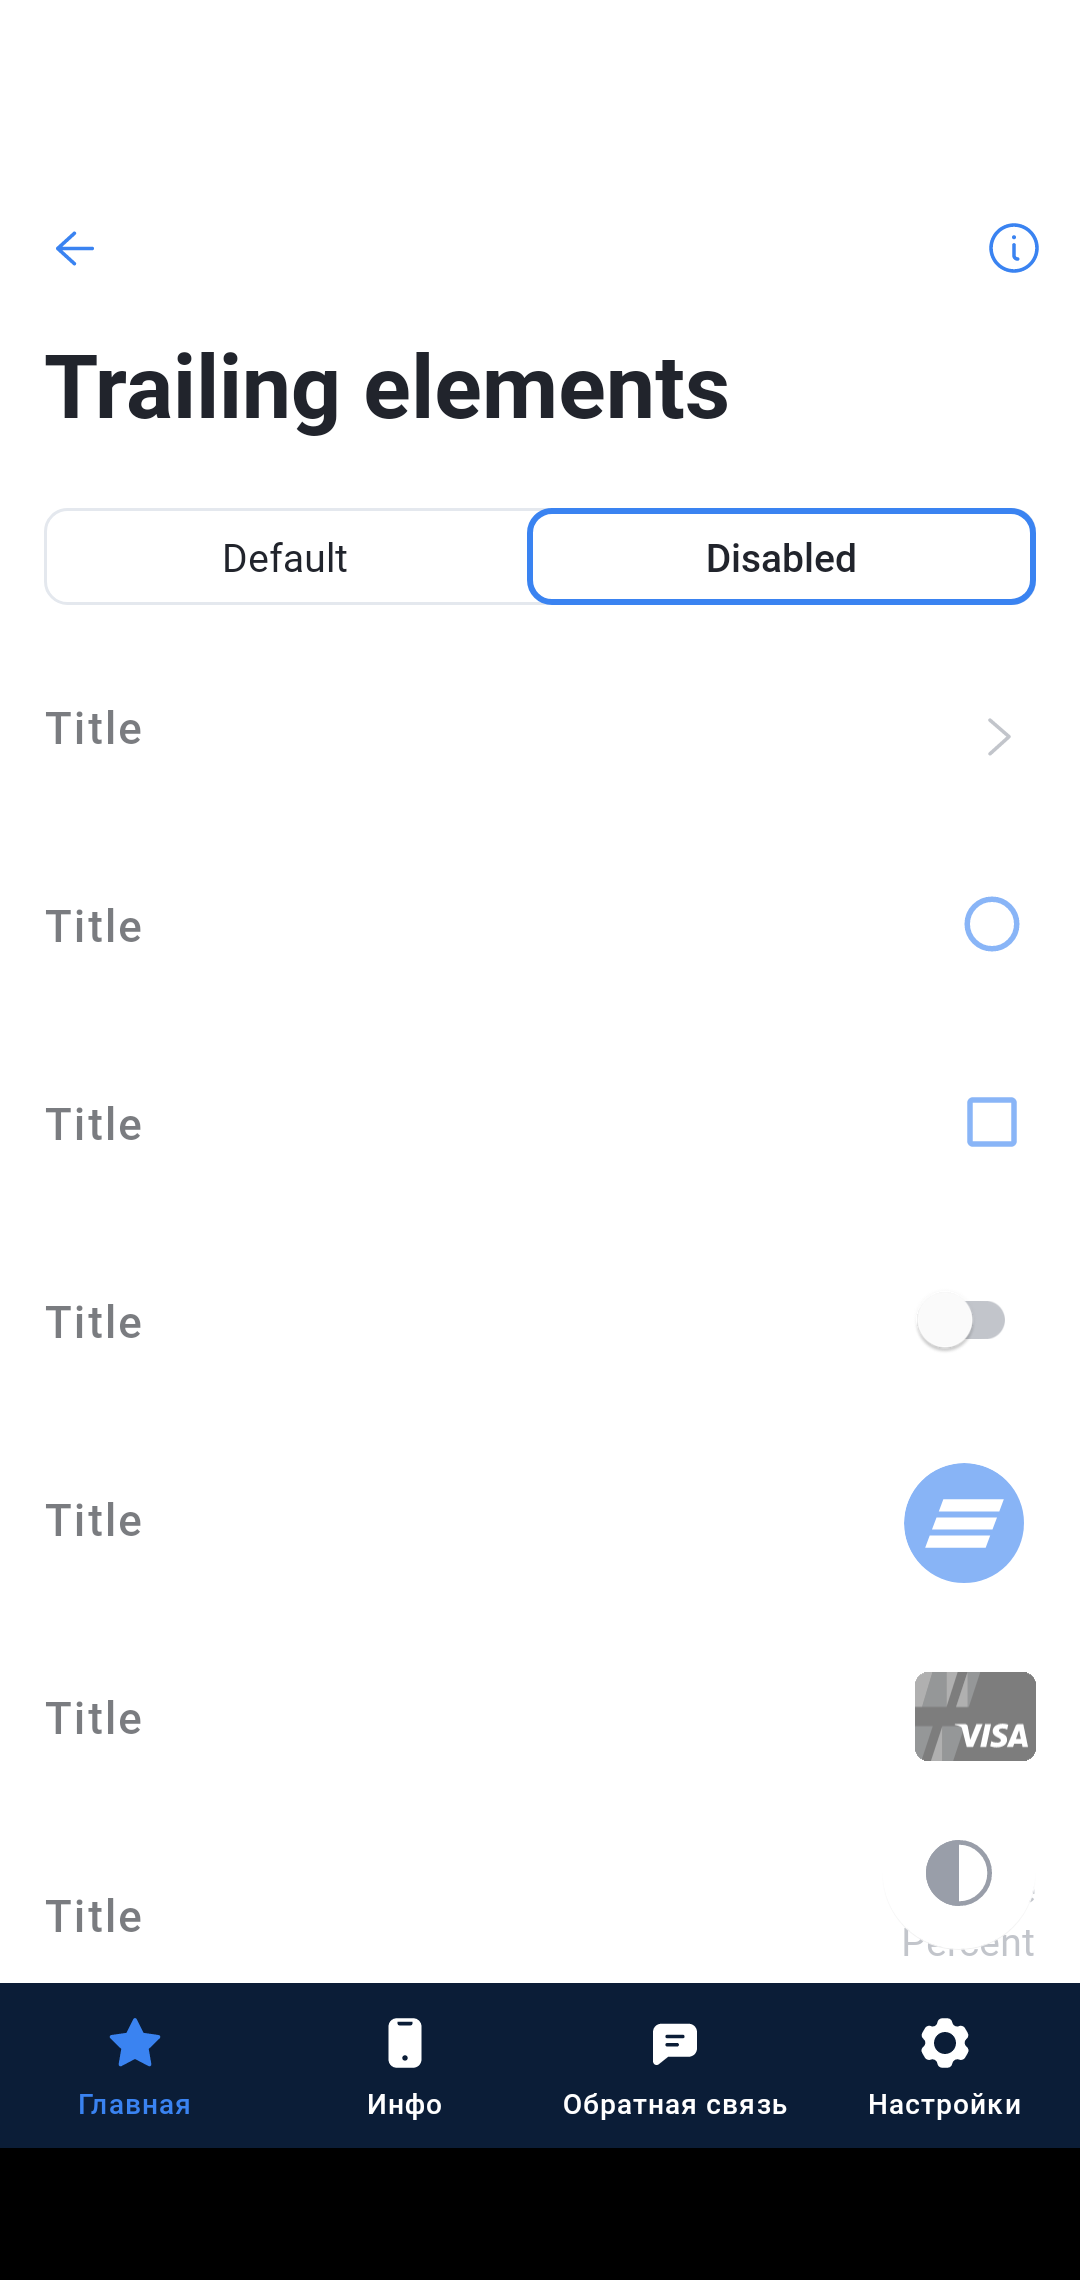 Trailing elements
Default
Disabled
Title
Title
Title
Title
Title
Title
VISA
Title
Percent
Главная
Инфо
Обратная связь
Настройки